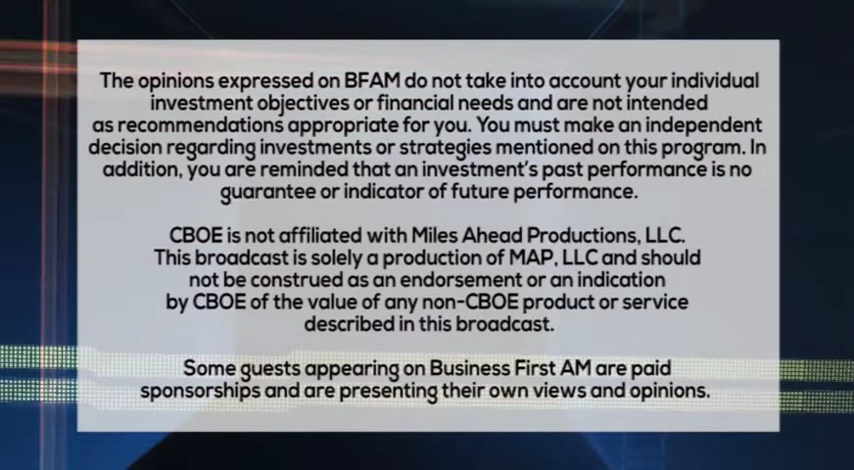 The opinions expressed on BFAM do not take into account your individual
investment objectives or financial needs and are not intended
as recommendations appropriate for you. You must make an independent
decision regarding investments or strategies mentioned on this program. In
addition, you are reminded that an investment's past performance is no
guarantee or indicator of future performance.
CBOE is not affiliated with Miles Ahead Productions, LLC.
This broadcast is solely a production of MAP, LLC and should
not be construed as an endorsement or an indication
by CBOE of the value of any non-CBOE product or service
described in this broadcast.
Some guests appearing on Business First AM are paid
sponsorships and are presenting their own views and opinions.